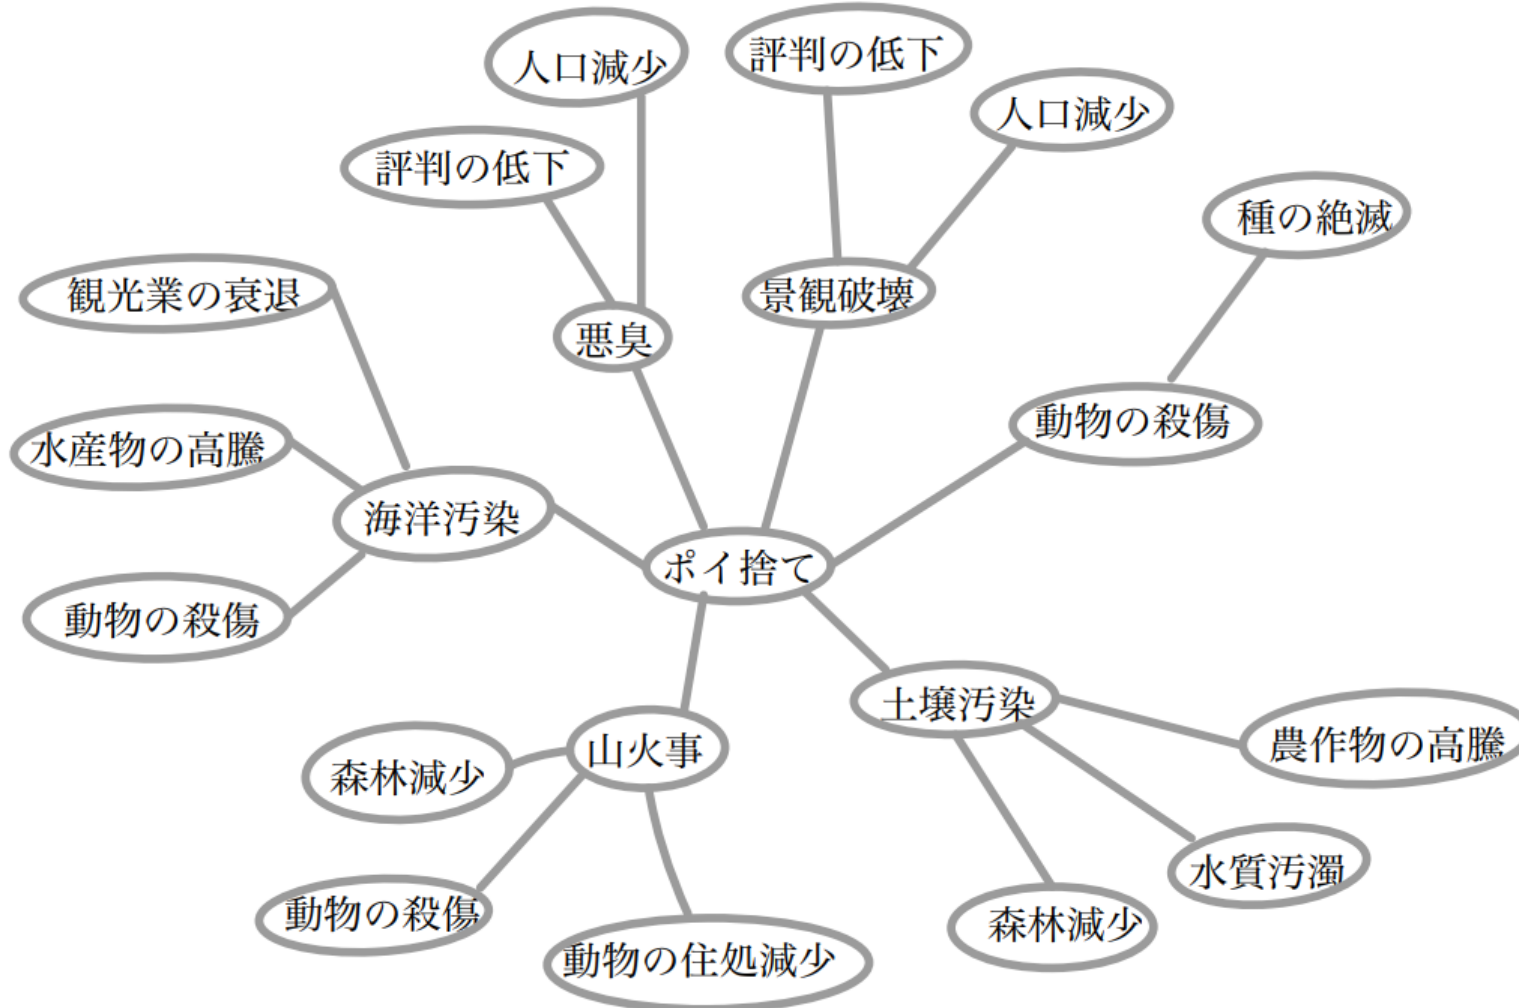 人口減少
評判の低下
人口減少
評判の低下
種の絶滅
観光業の衰退
景観破壊
悪臭
動物の殺傷
水産物の高騰
海洋汚染
ポイ捨て
動物の殺傷
土壌汚染
農作物の高騰
山火事
森林減少
水質汚濁
動物の殺傷
森林減少
動物の住処減少